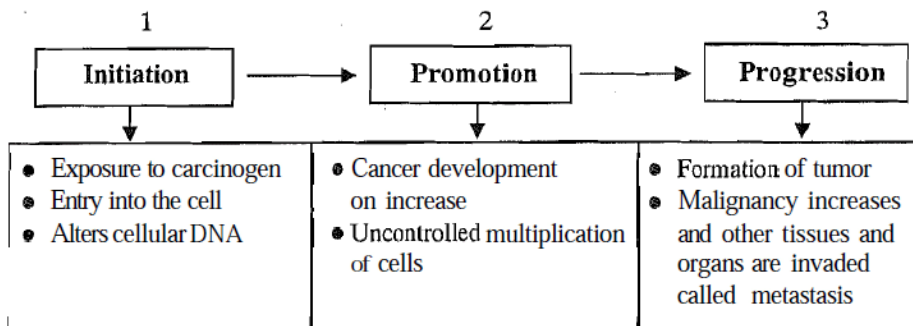 1
2
3
Initiation
Promotion
Progression
● Exposure to carcinogen
● Entry into the cell
● Alters cellular DNA
● Cancer development
on increase
● Uncontrolled multiplication
of cells
● Formation of tumor
● Malignancy increases
and other tissues and
organs are invaded
called metastasis